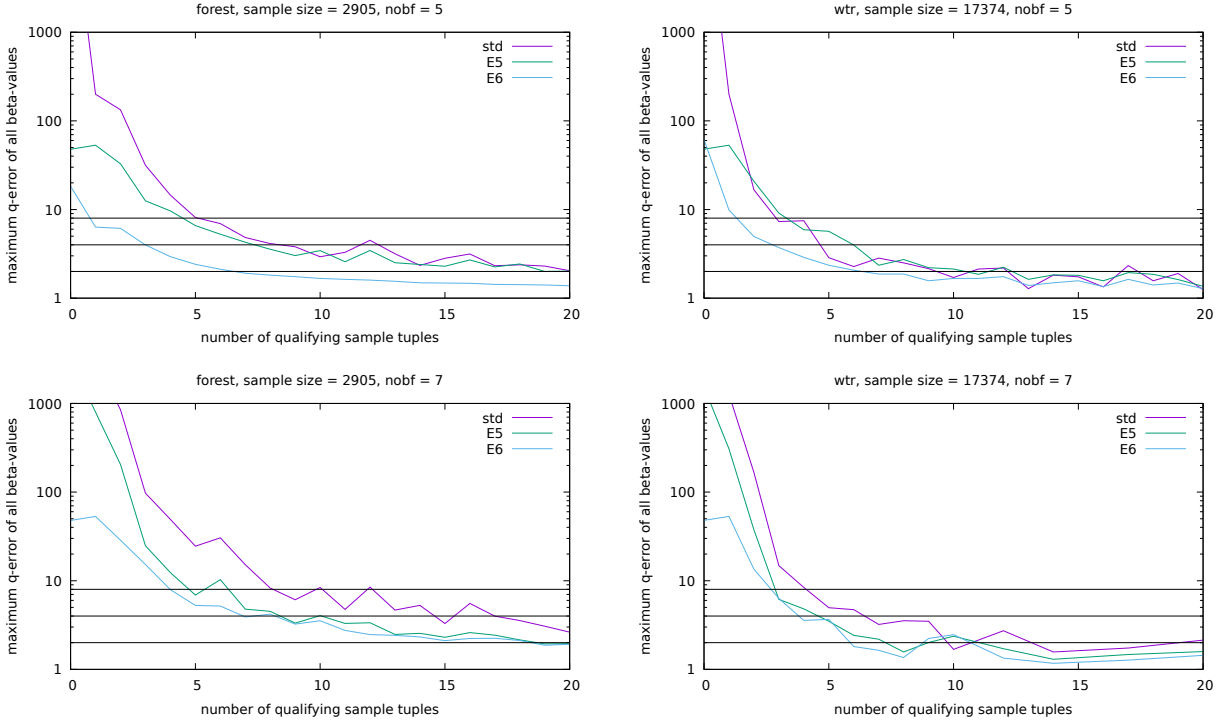 forest, sample size = 2905, nobf = 5
maximum q-error of all beta-values
1000
100
10
1
0 5 10 15 20
number of qualifying sample tuples
std
E5
E6
wtr, sample size = 17374, nobf = 5
maximum q-error of all beta-values
1000
100
10
1
0 5 10 15 20
number of qualifying sample tuples
std
E5
E6
forest, sample size = 2905, nobf = 7
maximum q-error of all beta-values
1000
100
10
1
0 5 10 15 20
number of qualifying sample tuples
std
E5
E6
wtr, sample size = 17374, nobf = 7
maximum q-error of all beta-values
1000
100
10
1
0 5 10 15 20
number of qualifying sample tuples
std
E5
E6